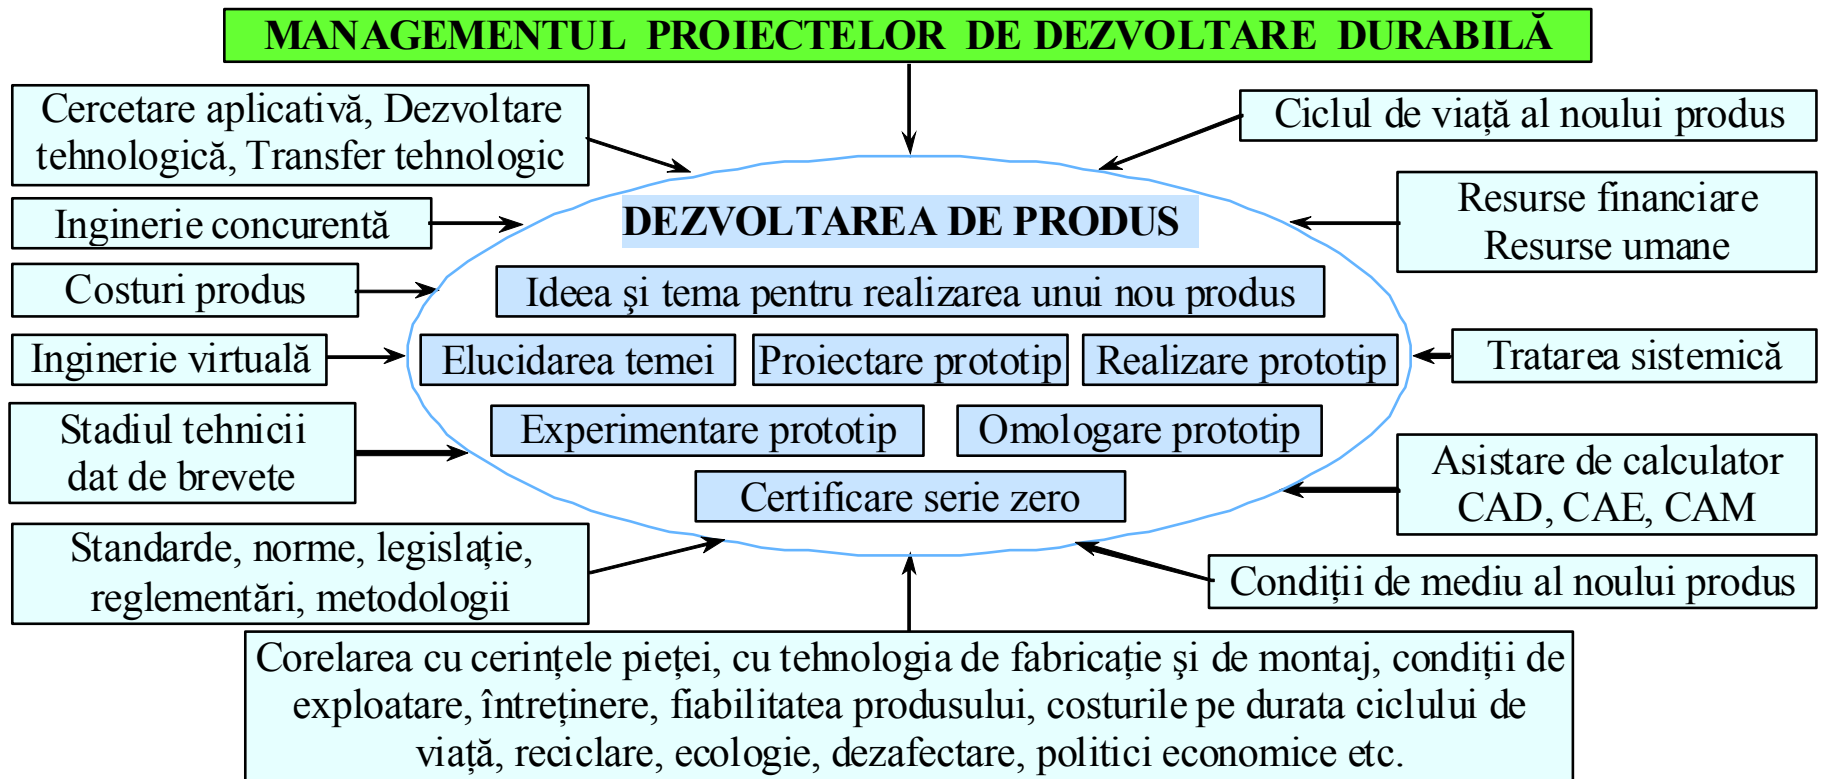 MANAGEMENTUL PROIECTELOR DE DEZVOLTARE DURABILĂ
Cercetare aplicativă, Dezvoltare
tehnologică, Transfer tehnologic
Ciclul de viață al noului produs
Inginerie concurentă
DEZVOLTAREA DE PRODUS
Resurse financiare
Resurse umane
Costuri produs
Ideea şi tema pentru realizarea unui nou produs
Inginerie virtuală
Elucidarea temei
Proiectare prototip
Realizare prototip
Tratarea sistemică
Stadiul tehnicii
dat de brevete
Experimentare prototip
Omologare prototip
Asistare de calculator
CAD, CAE, CAM
Certificare serie zero
Standarde, norme, legislație,
reglementări, metodologii
Condiții de mediu al noului produs
Corelarea cu cerințele pieței, cu tehnologia de fabricație şi de montaj, condiții de
exploatare, întreținere, fiabilitatea produsului, costurile pe durata ciclului de
viață, reciclare, ecologie, dezafectare, politici economice etc.